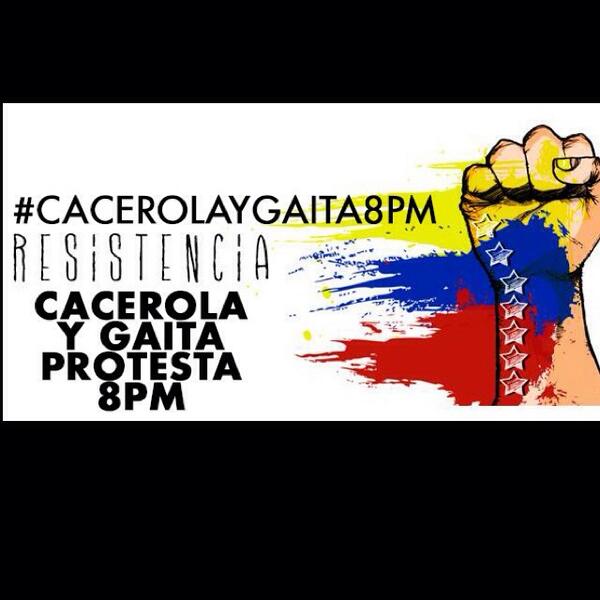 #CACEROLAYGAITA8PM
RESiSTENCiA
CACEROLA
Y GAITA
PROTESTA
8PM